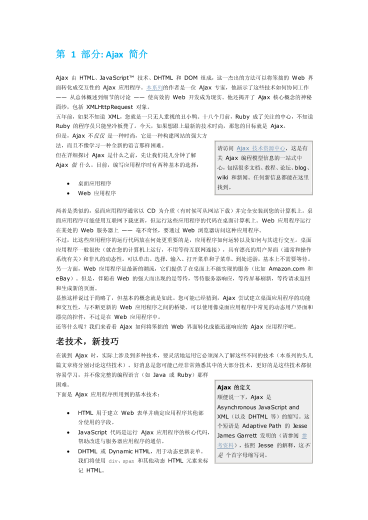 第 1 部分: Ajax 简介
Ajax 由 HTML、JavaScript™ 技术、DHTML 和 DOM 组成，这一杰出的方法可以将笨拙的 Web 界
面转化成交互性的 Ajax 应用程序。本系列的作者是一位 Ajax 专家，他演示了这些技术如何协同工作
—— 从总体概述到细节的讨论 —— 使高效的 Web 开发成为现实。他还揭开了 Ajax 核心概念的神秘
面纱，包括 XMLHttpRequest 对象。
五年前，如果不知道 XML，您就是一只无人重视的丑小鸭。十八个月前，Ruby 成了关注的中心，不知道
Ruby 的程序员只能坐冷板凳了。今天，如果想跟上最新的技术时尚，那您的目标就是 Ajax。
但是，Ajax 不仅仅 是一种时尚，它是一种构建网站的强大方
法，而且不像学习一种全新的语言那样困难。
但在详细探讨 Ajax 是什么之前，先让我们花几分钟了解
Ajax 做 什么。目前，编写应用程序时有两种基本的选择：
请访问 Ajax 技术资源中心，这是有
关 Ajax 编程模型信息的一站式中
心，包括很多文档、教程、论坛、blog、
wiki 和新闻。任何新信息都能在这里
找到。
• 桌面应用程序
• Web 应用程序
两者是类似的，桌面应用程序通常以 CD 为介质（有时候可从网站下载）并完全安装到您的计算机上。桌
面应用程序可能使用互联网下载更新，但运行这些应用程序的代码在桌面计算机上。Web 应用程序运行
在某处的 Web 服务器上 —— 毫不奇怪，要通过 Web 浏览器访问这种应用程序。
不过，比这些应用程序的运行代码放在何处更重要的是，应用程序如何运转以及如何与其进行交互。桌面
应用程序一般很快（就在您的计算机上运行，不用等待互联网连接），具有漂亮的用户界面（通常和操作
系统有关）和非凡的动态性。可以单击、选择、输入、打开菜单和子菜单、到处巡游，基本上不需要等待。
另一方面，Web 应用程序是最新的潮流，它们提供了在桌面上不能实现的服务（比如 Amazon.com 和
eBay）。但是，伴随着 Web 的强大而出现的是等待，等待服务器响应，等待屏幕刷新，等待请求返回
和生成新的页面。
显然这样说过于简略了，但基本的概念就是如此。您可能已经猜到，Ajax 尝试建立桌面应用程序的功能
和交互性，与不断更新的 Web 应用程序之间的桥梁。可以使用像桌面应用程序中常见的动态用户界面和
漂亮的控件，不过是在 Web 应用程序中。
还等什么呢？我们来看看 Ajax 如何将笨拙的 Web 界面转化成能迅速响应的 Ajax 应用程序吧。
老技术，新技巧
在谈到 Ajax 时，实际上涉及到多种技术，要灵活地运用它必须深入了解这些不同的技术（本系列的头几
篇文章将分别讨论这些技术）。好消息是您可能已经非常熟悉其中的大部分技术，更好的是这些技术都很
容易学习，并不像完整的编程语言（如 Java 或 Ruby）那样
困难。
下面是 Ajax 应用程序所用到的基本技术：
Ajax 的定义
顺便说一下，Ajax 是
Asynchronous JavaScript and
XML（以及 DHTML 等）的缩写。这
个短语是 Adaptive Path 的 Jesse
James Garrett 发明的（请参阅 参
考资料），按照 Jesse 的解释，这不
是 个首字母缩写词。
• HTML 用于建立 Web 表单并确定应用程序其他部
分使用的字段。
• JavaScript 代码是运行 Ajax 应用程序的核心代码，
帮助改进与服务器应用程序的通信。
• DHTML 或 Dynamic HTML，用于动态更新表单。
我们将使用 div、span 和其他动态 HTML 元素来标
记 HTML。